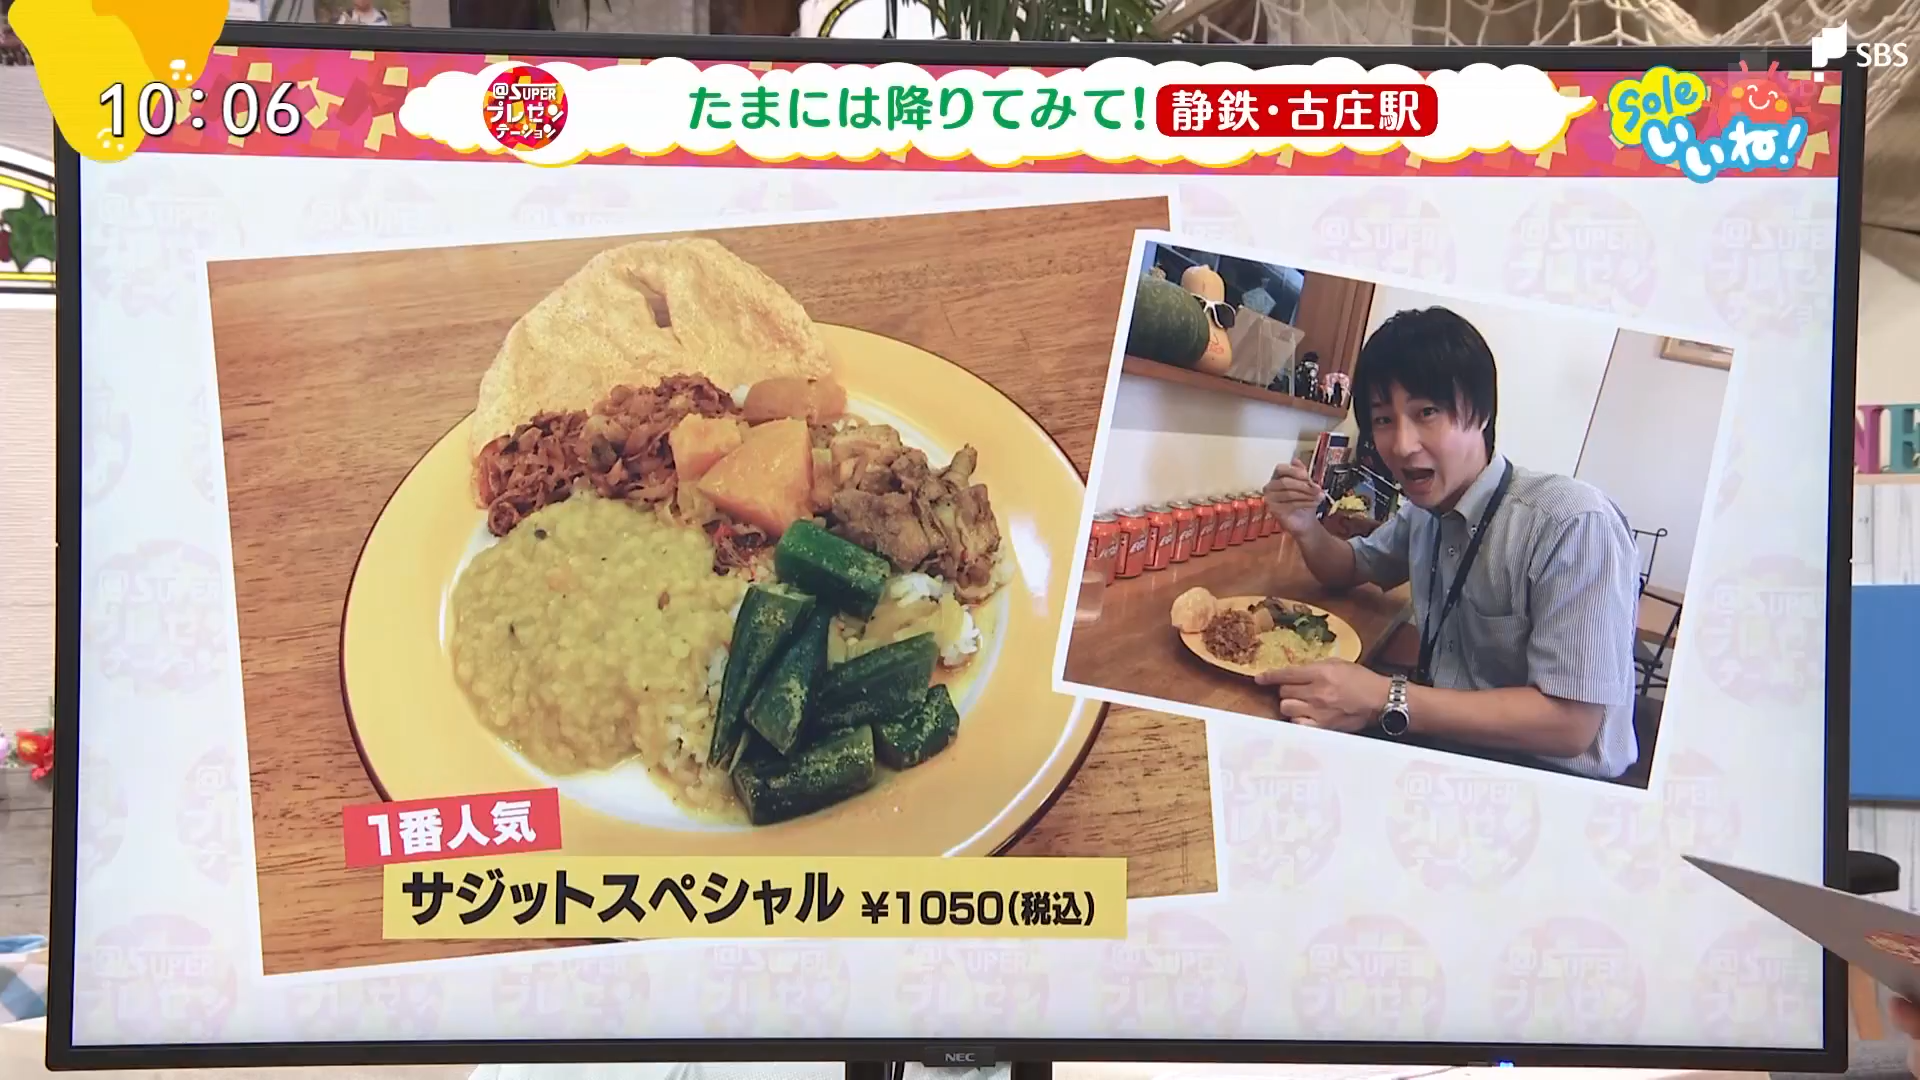 10:06
@SUPER
プレゼン
テーション
たまには降りてみて!
静鉄・古庄駅
Sole
いいね!
SBS
1番人気
サジットスペシャル ¥1050(税込)
NEC